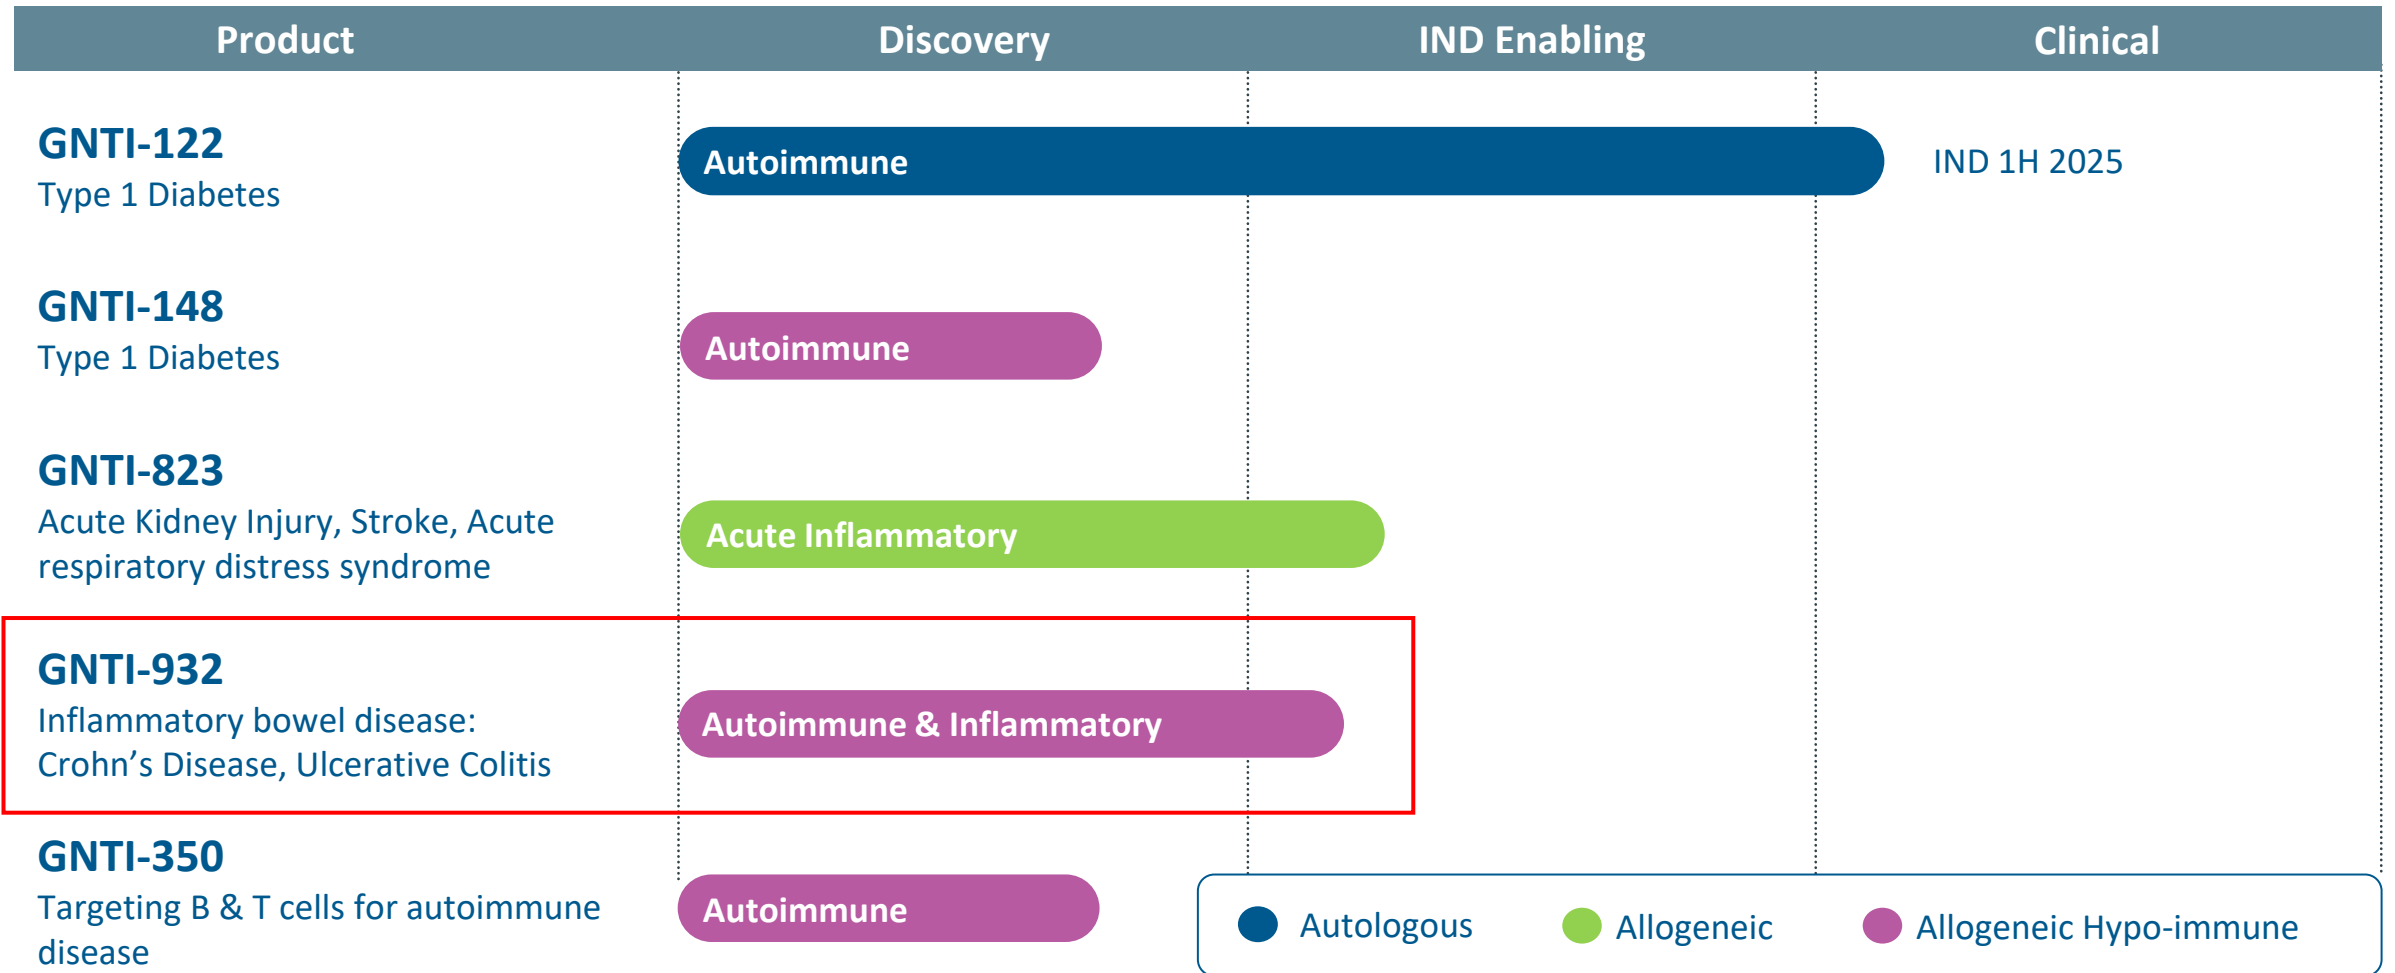 Product Discovery IND Enabling Clinical
GNTI-122
Type 1 Diabetes
Autoimmune
IND 1H 2025
GNTI-148
Type 1 Diabetes
Autoimmune
GNTI-823
Acute Kidney Injury, Stroke, Acute
respiratory distress syndrome
Acute Inflammatory
GNTI-932
Inflammatory bowel disease:
Crohn’s Disease, Ulcerative Colitis
Autoimmune & Inflammatory
GNTI-350
Targeting B & T cells for autoimmune
disease
Autoimmune
Autologous Allogeneic Allogeneic Hypo-immune